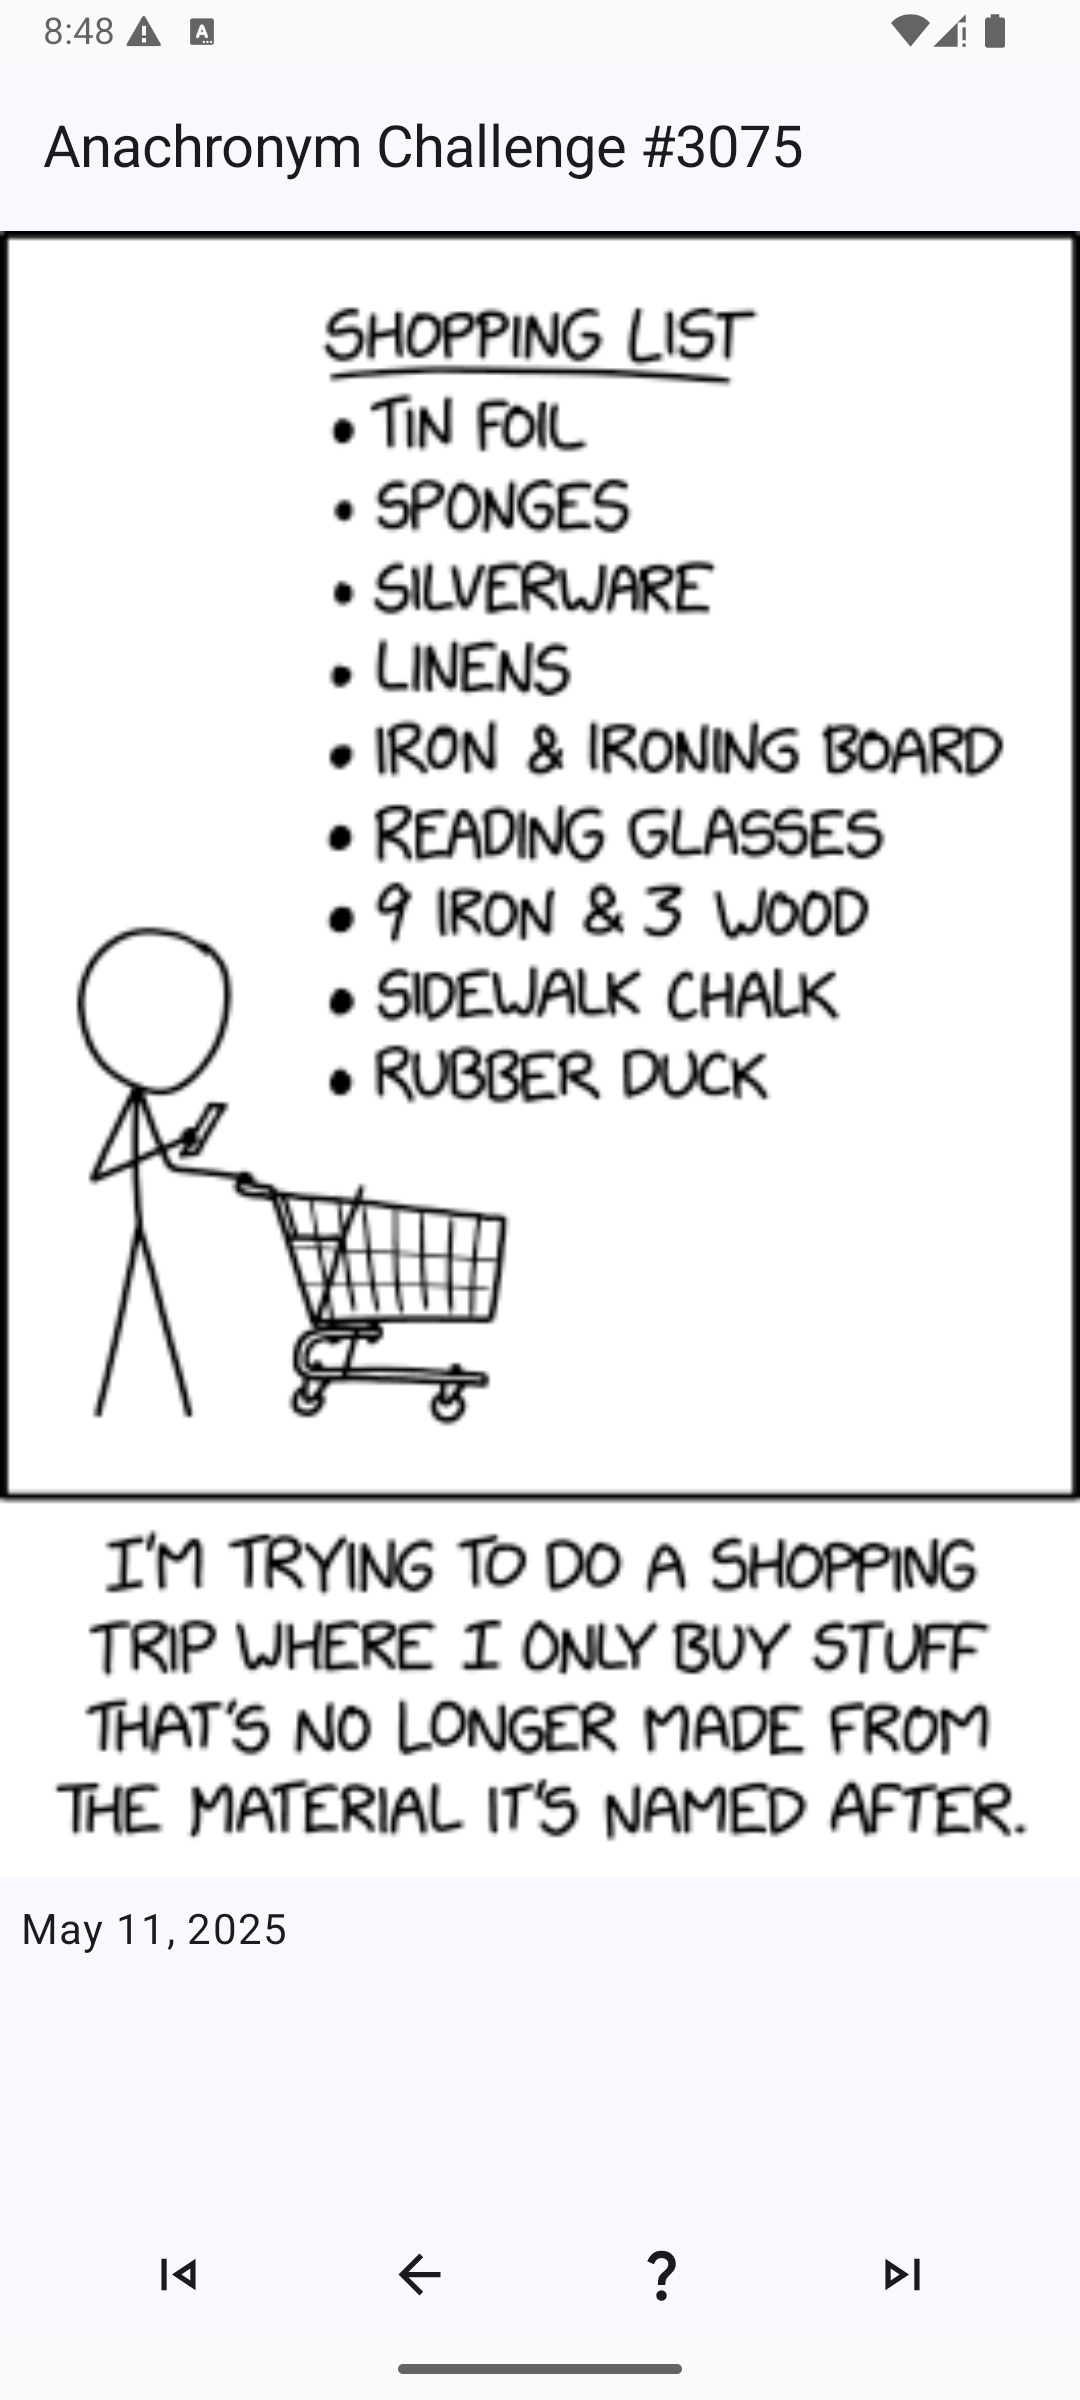 8:48
Anachronym Challenge #3075
SHOPPING LIST
• TIN FOIL
• SPONGES
• SILVERWARE
• LINENS
• IRON & IRONING BOARD
• READING GLASSES
• 9 IRON & 3 WOOD
• SIDEWALK CHALK
• RUBBER DUCK
I'M TRYING TO DO A SHOPPING
TRIP WHERE I ONLY BUY STUFF
THAT'S NO LONGER MADE FROM
THE MATERIAL IT'S NAMED AFTER.
May 11, 2025